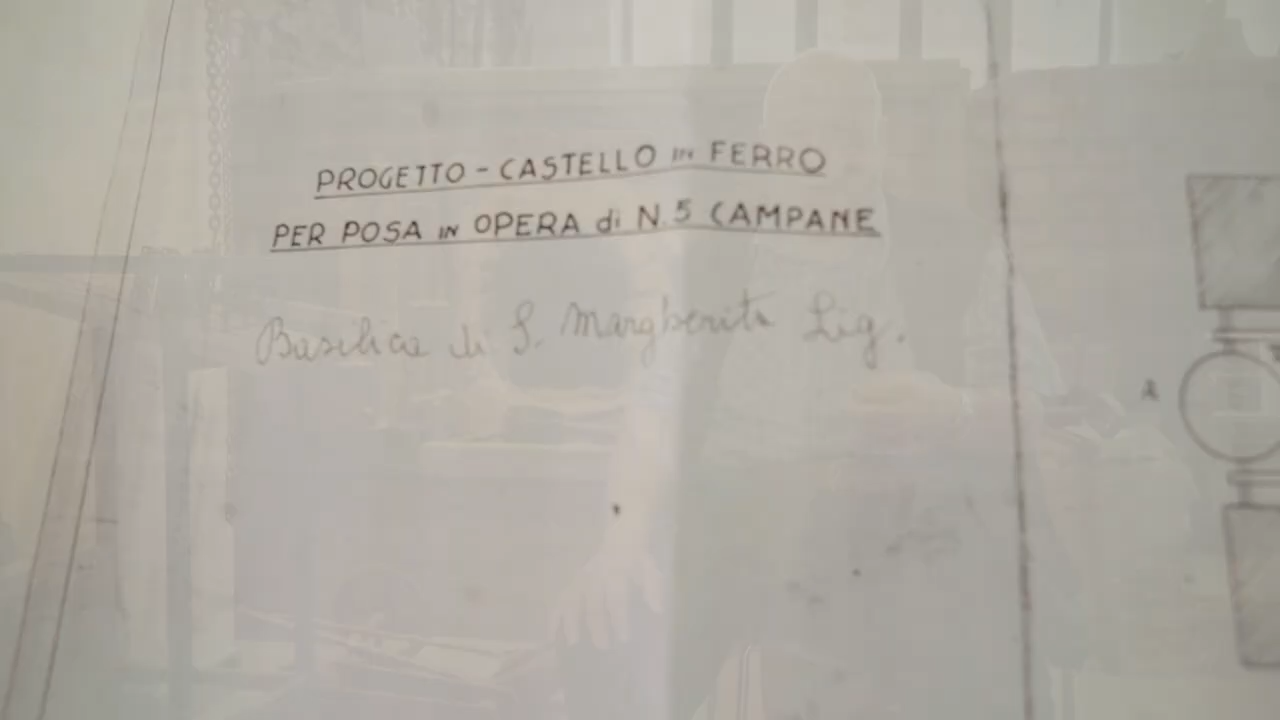 PROGETTO - CASTELLO IN FERRO
PER POSA IN OPERA di N.5 CAMPANE
Basilica di S. Margherita Lig.